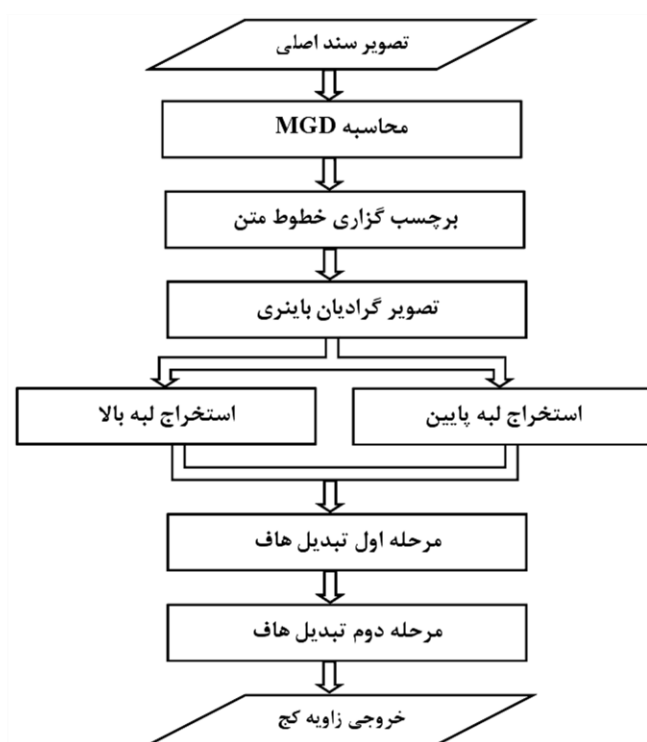 تصویر سند اصلی
محاسبه MGD
برچسب گزاری خطوط متن
تصویر گرادیان باینری
استخراج لبه پایین
استخراج لبه بالا
مرحله اول تبدیل هاف
مرحله دوم تبدیل هاف
خروجی زاویه کج